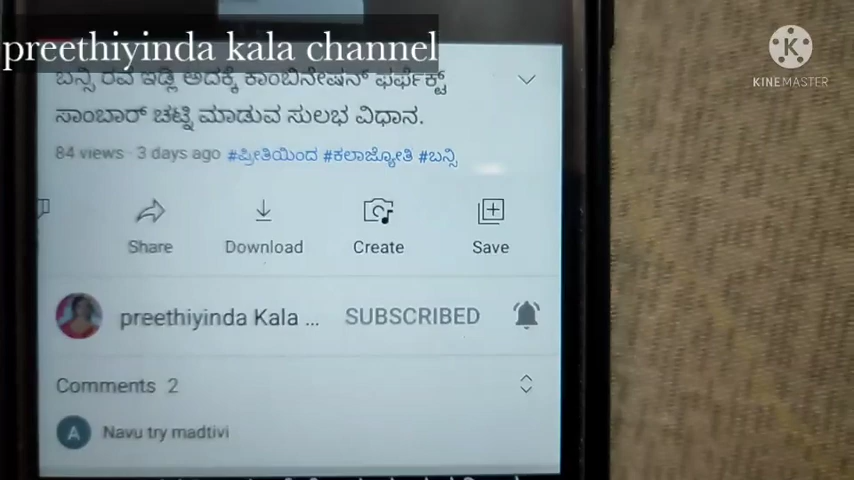 preethiyinda kala channel
KINEMASTER
ಬನ್ಸಿ ರವೆ ಇಡ್ಲಿ ಅದಕ್ಕೆ ಕಾಂಬಿನೇಷನ್ ಫರ್ಫೆಕ್ಟ್
ಸಾಂಬಾರ್ ಚಟ್ನಿ ಮಾಡುವ ಸುಲಭ ವಿಧಾನ.
84 views · 3 days ago #ಪ್ರೀತಿಯಿಂದ #ಕಲಾಜ್ಯೋತಿ #ಬನ್ಸಿ
Share Download Create Save
preethiyinda Kala ... SUBSCRIBED
Comments 2
A Navu try madtivi